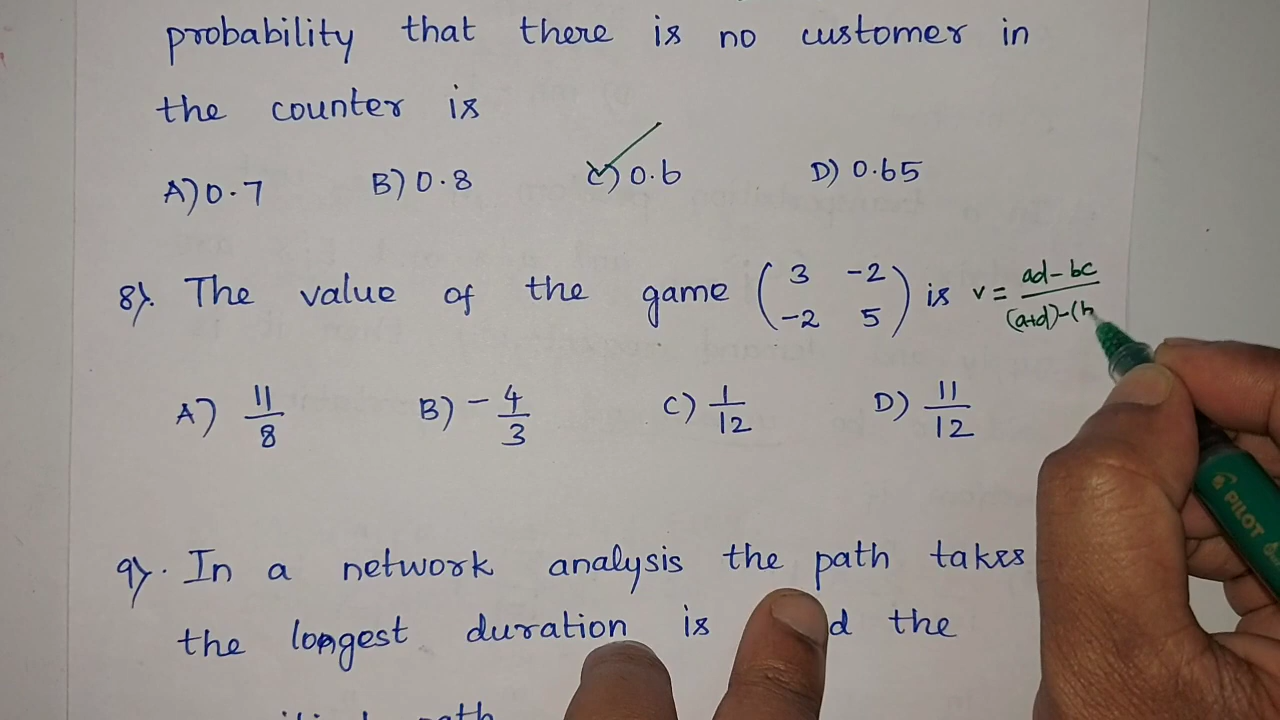 probability that there is no customer in
the counter is
A) 0.7 B) 0.8 C) 0.6 D) 0.65
8). The value of the game (3 -2 -2 5) is v = ad-bc / (a+d)-(b
A) 11/8 B) -4/3 C) 1/12 D) 11/12
9). In a network analysis the path takes
the longest duration is the
path
PILOT